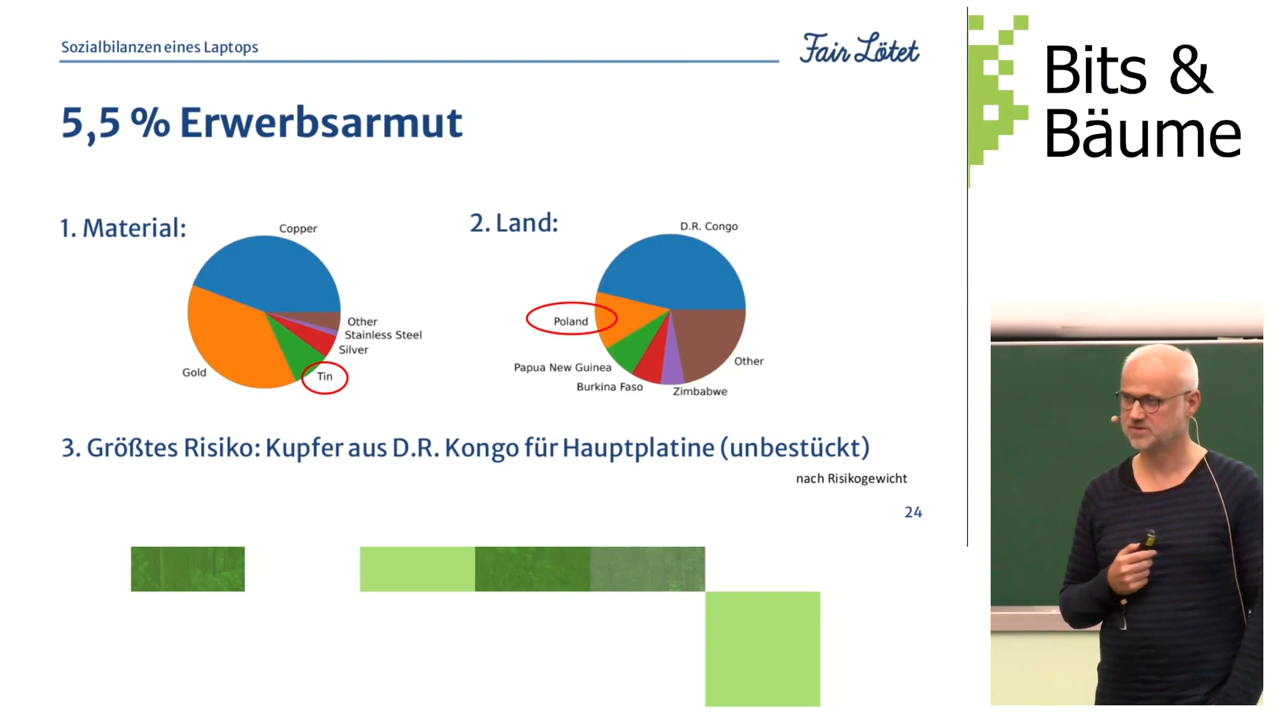 Sozialbilanzen eines Laptops
Fair Lötet
Bits &
Bäume
5,5 % Erwerbsarmut
1. Material:
Copper
Other
Stainless Steel
Silver
Tin
Gold
2. Land:
D.R. Congo
Poland
Papua New Guinea
Burkina Faso
Zimbabwe
Other
3. Größtes Risiko: Kupfer aus D.R. Kongo für Hauptplatine (unbestückt)
nach Risikogewicht
24